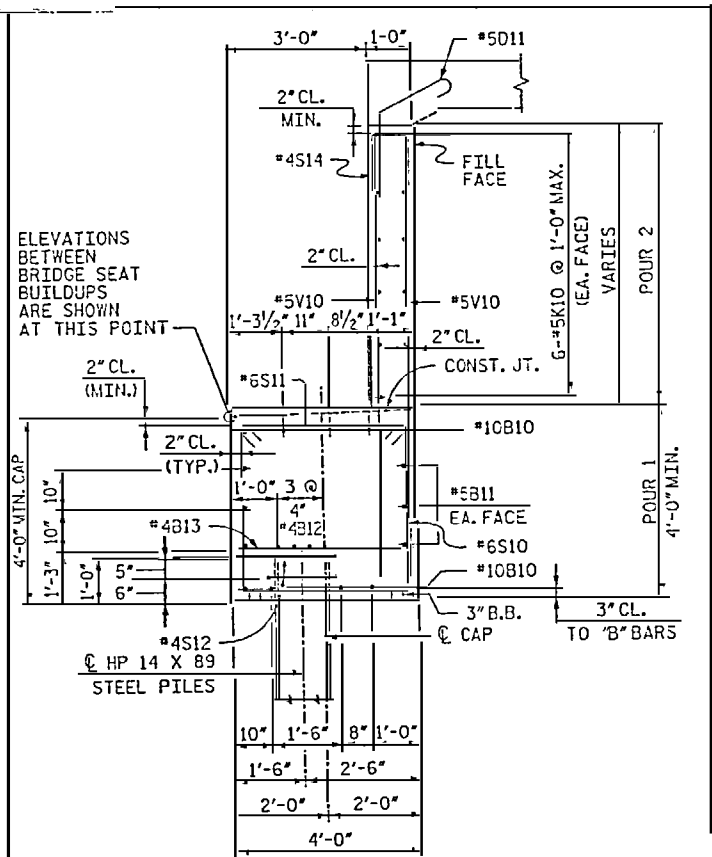 3'-0" 1'-0"
#5D11
2" CL.
MIN.
#4S14
FILL
FACE
6-#5K10 @ 1'-0" MAX.
(EA. FACE)
VARIES
POUR 2
ELEVATIONS
BETWEEN
BRIDGE SEAT
BUILDUPS
ARE SHOWN
AT THIS POINT
2" CL.
#5V10
#5V10
1'-3½" 11" 8½" 1'-1"
2" CL.
2" CL.
(MIN.)
#6S11
CONST. JT.
#10B10
2" CL.
(TYP.)
1'-0" 3 @
4"
#4B12
#4B13
#5B11
EA. FACE
#6S10
#10B10
POUR 1
4'-0" MIN.
4'-0" MIN. CAP
10"
10"
1'-3"
1'-0"
5"
6"
3" B.B.
3" CL.
TO "B" BARS
#4S12
℄ CAP
℄ HP 14 X 89
STEEL PILES
10" 1'-6" 8" 1'-0"
1'-6" 2'-6"
2'-0" 2'-0"
4'-0"